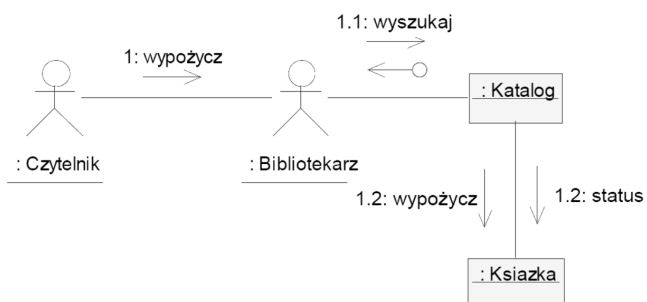 1.1: wyszukaj
1: wypożycz
: Katalog
: Czytelnik
: Bibliotekarz
1.2: wypożycz
1.2: status
: Ksiazka